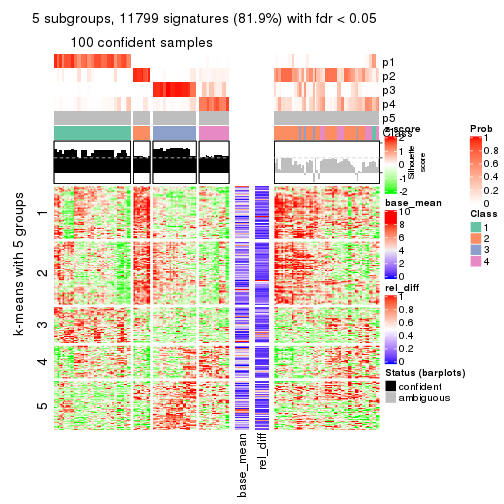 5 subgroups, 11799 signatures (81.9%) with fdr < 0.05
100 confident samples
p1
p2
p3
p4
p5
Class
Silhouette
score
k-means with 5 groups
1
2
3
4
5
base_mean
rel_diff
z-score
2
1
0
-1
-2
base_mean
10
8
6
4
2
0
rel_diff
1
0.8
0.6
0.4
0.2
0
Status (barplots)
confident
ambiguous
Prob
1
0.8
0.6
0.4
0.2
0
Class
1
2
3
4